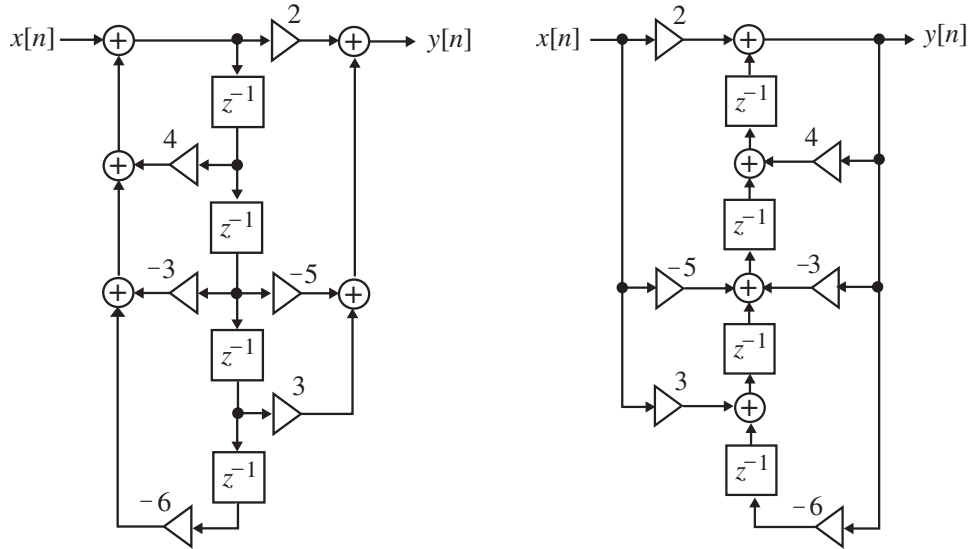 x[n] + 2 + y[n]
z⁻¹
+ 4
z⁻¹
+ −3 −5 +
z⁻¹
3
z⁻¹
−6
x[n] 2 + y[n]
z⁻¹
+ 4
z⁻¹
−5 + −3
z⁻¹
3 +
z⁻¹
−6